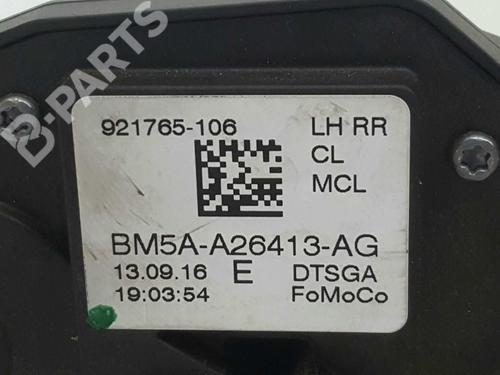 B-PARTS
921765-106 LH RR
CL
MCL
BM5A-A26413-AG
13.09.16 E DTSGA
19:03:54 FoMoCo